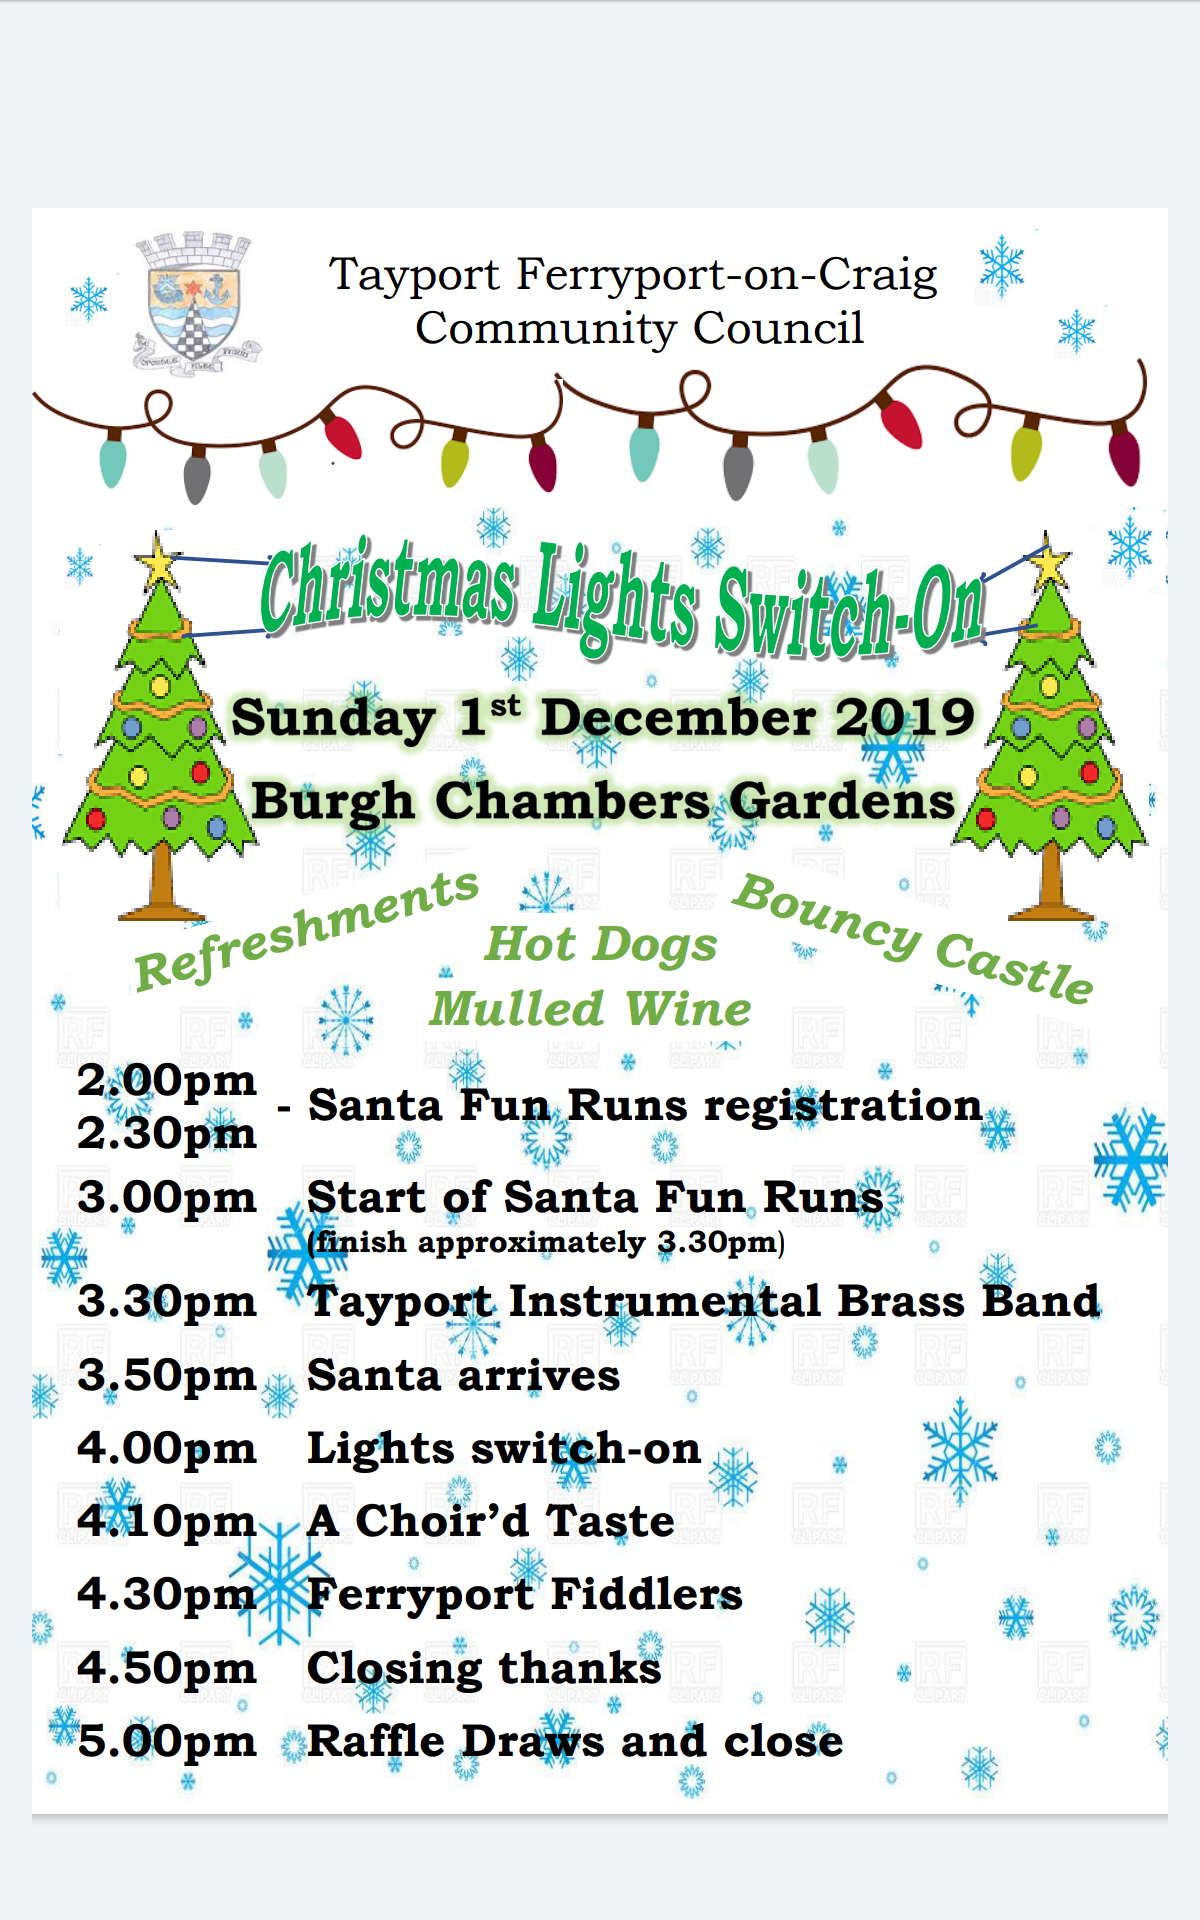 Tayport Ferryport-on-Craig
Community Council
Christmas Lights Switch-On
Sunday 1st December 2019
Burgh Chambers Gardens
Refreshments
Hot Dogs
Mulled Wine
Bouncy Castle
2.00pm
2.30pm
- Santa Fun Runs registration
3.00pm Start of Santa Fun Runs
(finish approximately 3.30pm)
3.30pm Tayport Instrumental Brass Band
3.50pm Santa arrives
4.00pm Lights switch-on
4.10pm A Choir’d Taste
4.30pm Ferryport Fiddlers
4.50pm Closing thanks
5.00pm Raffle Draws and close
RF
CLIPART